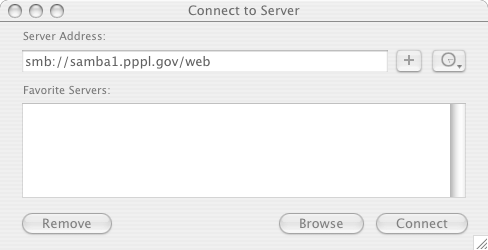 Connect to Server
Server Address:
smb://samba1.pppl.gov/web
Favorite Servers:
Remove Browse Connect